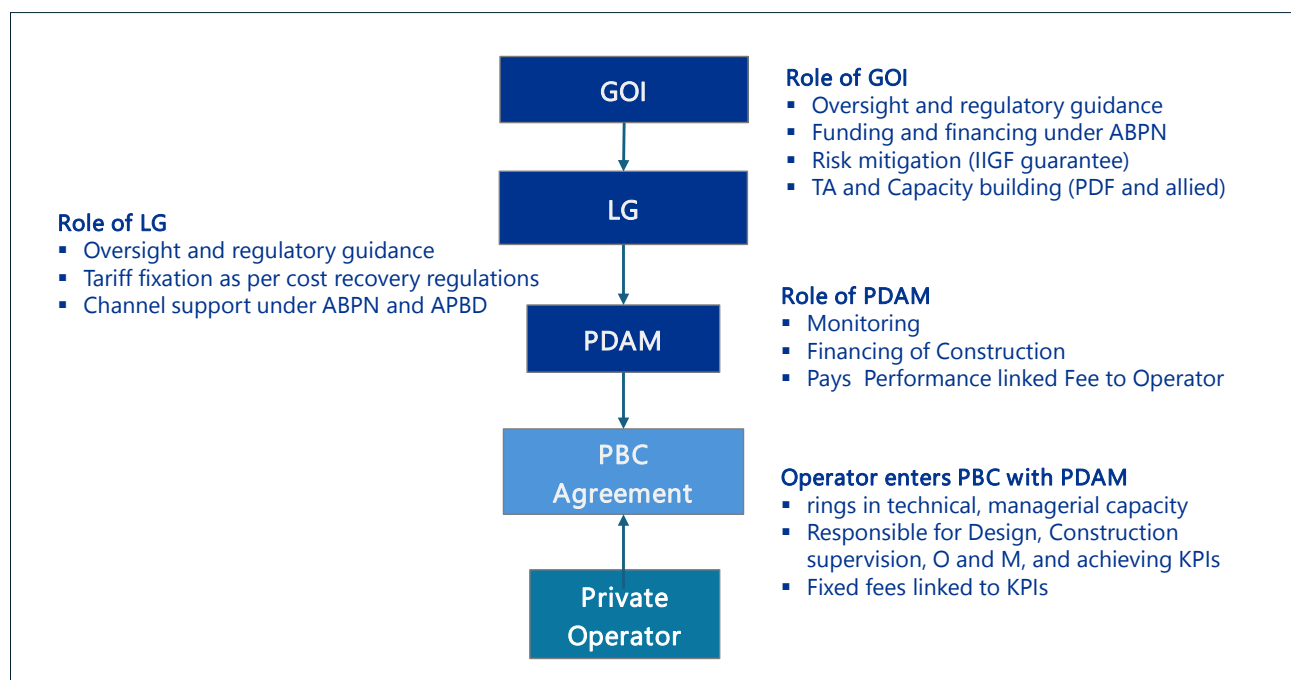 GOI
Role of GOI
▪ Oversight and regulatory guidance
▪ Funding and financing under ABPN
▪ Risk mitigation (IIGF guarantee)
▪ TA and Capacity building (PDF and allied)
LG
Role of LG
▪ Oversight and regulatory guidance
▪ Tariff fixation as per cost recovery regulations
▪ Channel support under ABPN and APBD
PDAM
Role of PDAM
▪ Monitoring
▪ Financing of Construction
▪ Pays Performance linked Fee to Operator
PBC
Agreement
Operator enters PBC with PDAM
▪ rings in technical, managerial capacity
▪ Responsible for Design, Construction
supervision, O and M, and achieving KPIs
▪ Fixed fees linked to KPIs
Private
Operator